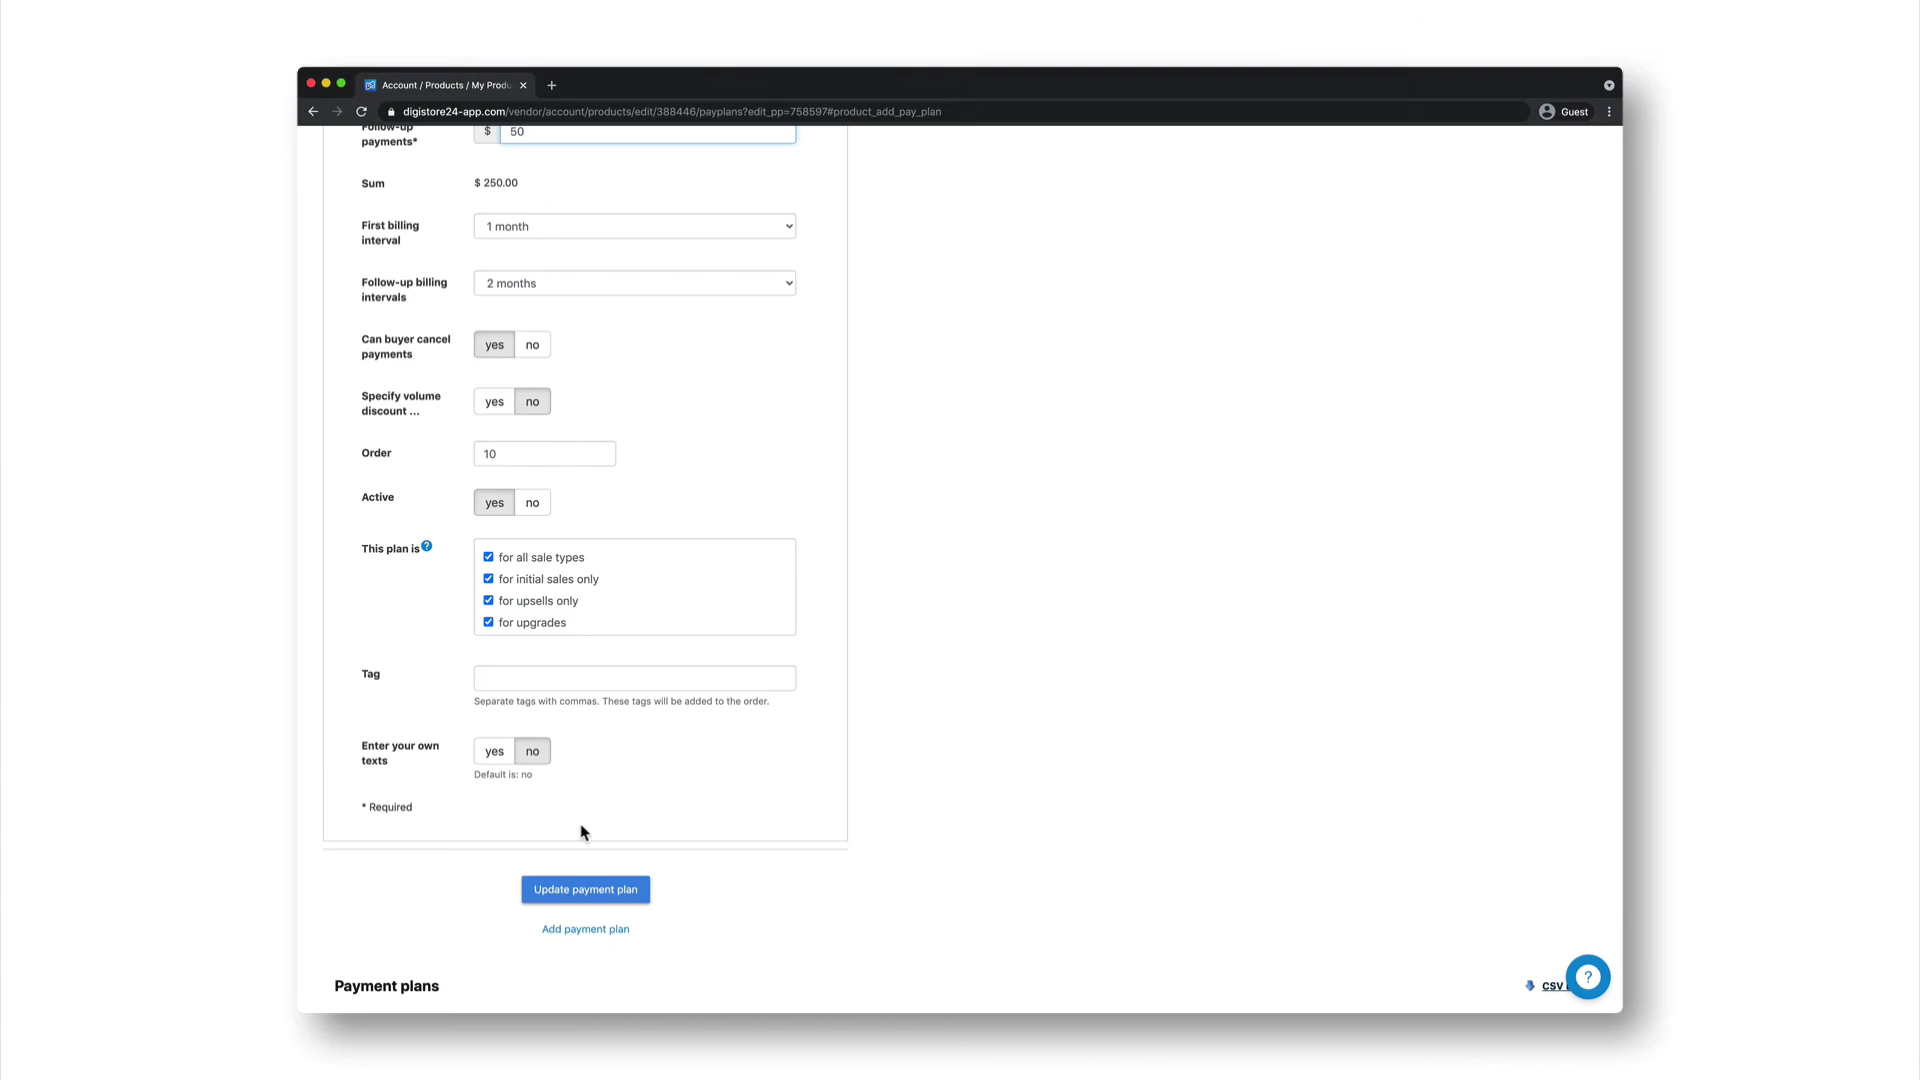 Account / Products / My Produ
digistore24-app.com/vendor/account/products/edit/388446/payplans?edit_pp=758597#product_add_pay_plan
Guest
Follow-up
payments*
$ 50
Sum
$ 250.00
First billing
interval
1 month
Follow-up billing
intervals
2 months
Can buyer cancel
payments
yes no
Specify volume
discount ...
yes no
Order
10
Active
yes no
This plan is ?
for all sale types
for initial sales only
for upsells only
for upgrades
Tag
Separate tags with commas. These tags will be added to the order.
Enter your own
texts
yes no
Default is: no
* Required
Update payment plan
Add payment plan
Payment plans
CSV
?